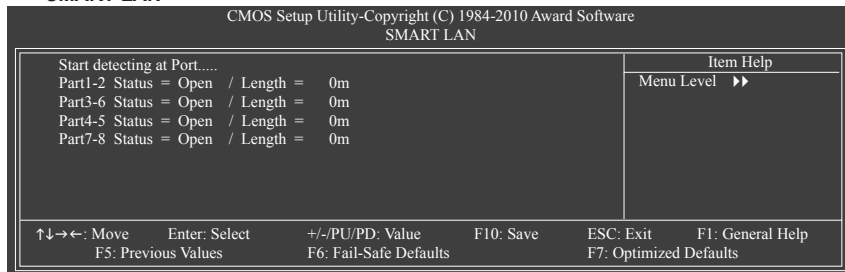 CMOS Setup Utility-Copyright (C) 1984-2010 Award Software
SMART LAN
Start detecting at Port.....
Part1-2 Status = Open / Length = 0m
Part3-6 Status = Open / Length = 0m
Part4-5 Status = Open / Length = 0m
Part7-8 Status = Open / Length = 0m
Item Help
Menu Level ▶▶
↑↓→←: Move Enter: Select +/-/PU/PD: Value F10: Save ESC: Exit F1: General Help
F5: Previous Values F6: Fail-Safe Defaults F7: Optimized Defaults